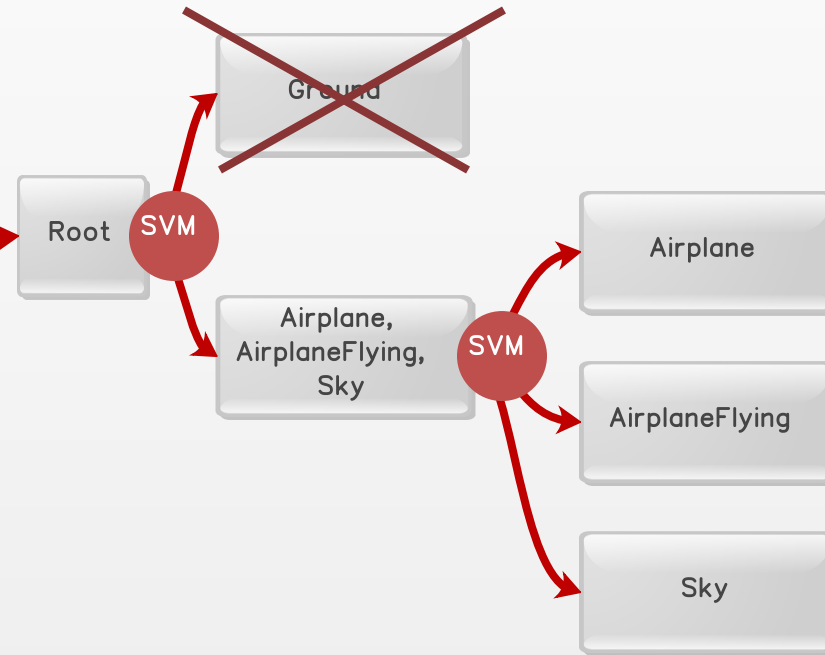 Ground
Root
SVM
Airplane,
AirplaneFlying,
Sky
SVM
Airplane
AirplaneFlying
Sky